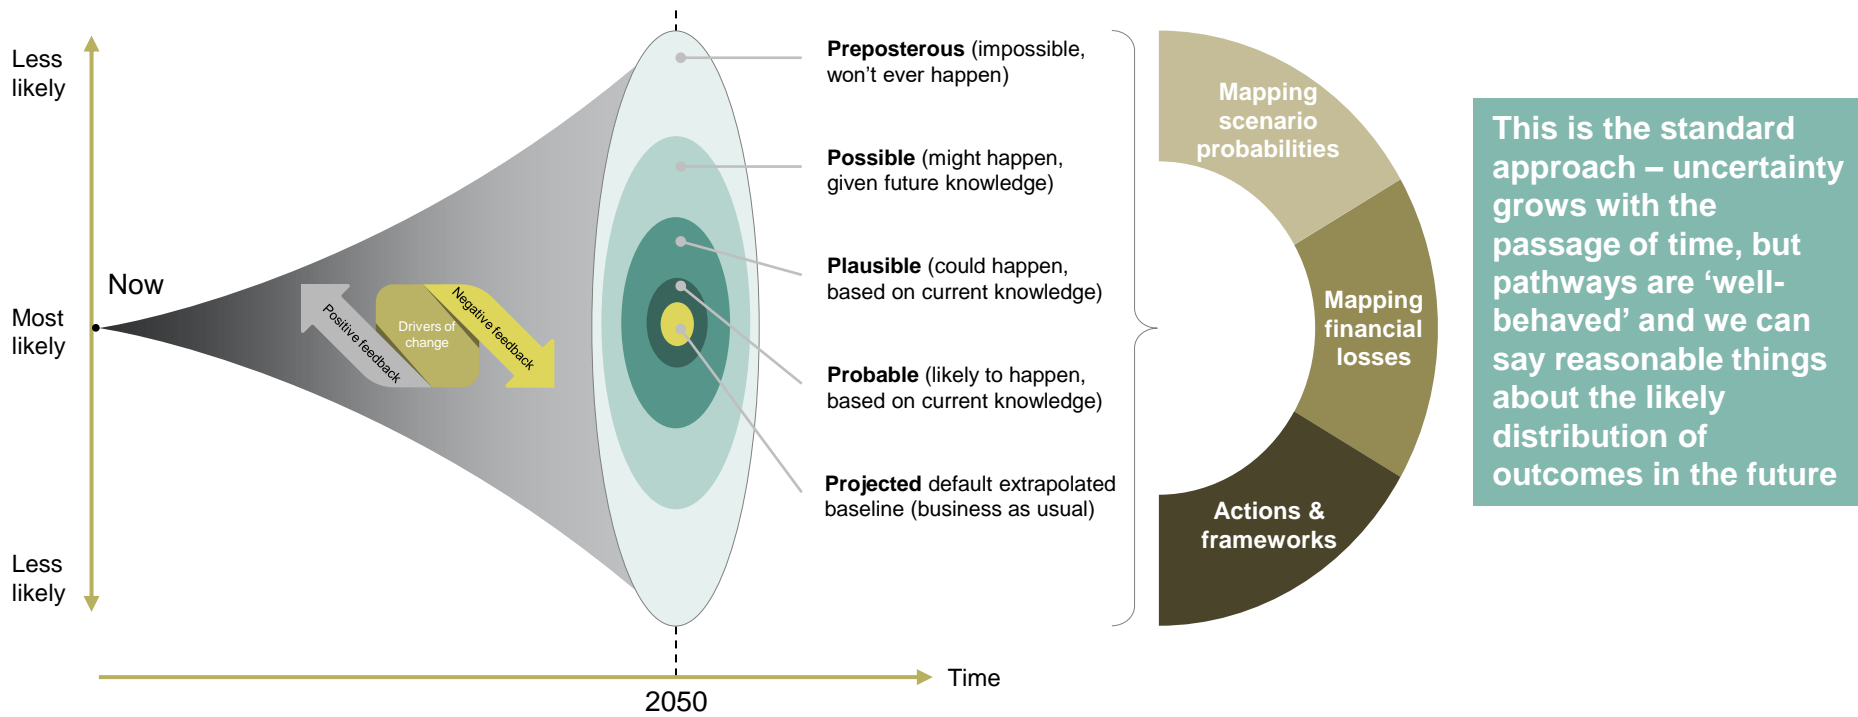 Less
likely
Most
likely
Less
likely
Now
Positive feedback
Drivers of
change
Negative feedback
Preposterous (impossible,
won’t ever happen)
Possible (might happen,
given future knowledge)
Plausible (could happen,
based on current knowledge)
Probable (likely to happen,
based on current knowledge)
Projected default extrapolated
baseline (business as usual)
Time
2050
Mapping
scenario
probabilities
Mapping
financial
losses
Actions &
frameworks
This is the standard
approach – uncertainty
grows with the
passage of time, but
pathways are ‘well-
behaved’ and we can
say reasonable things
about the likely
distribution of
outcomes in the future